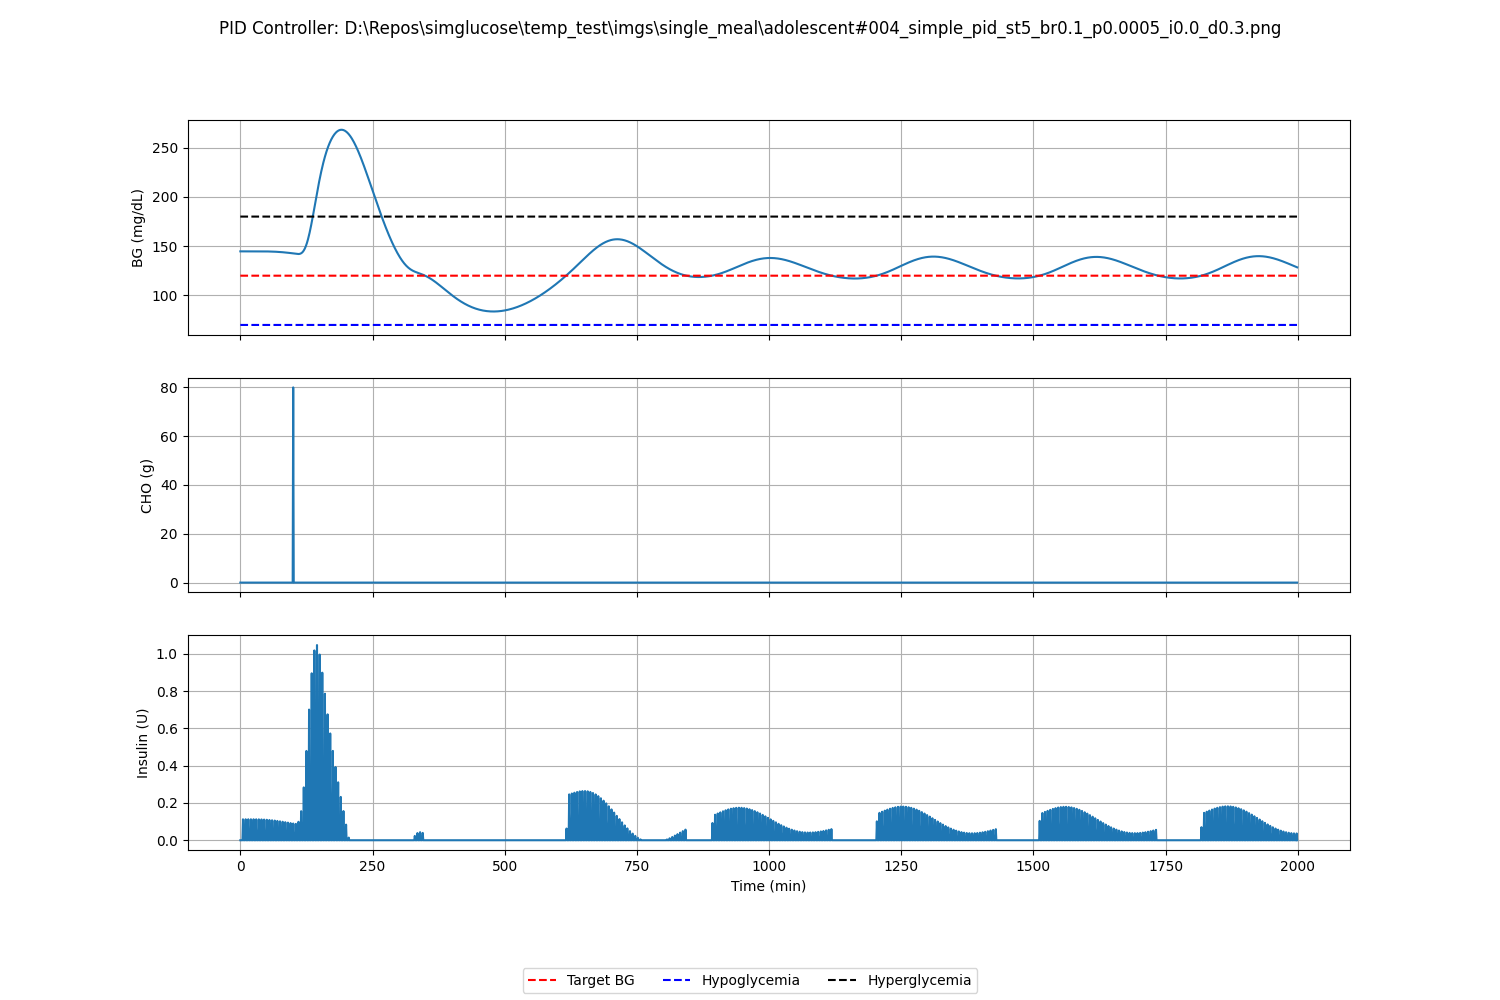 PID Controller: D:\Repos\simglucose\temp_test\imgs\single_meal\adolescent#004_simple_pid_st5_br0.1_p0.0005_i0.0_d0.3.png
BG (mg/dL)
250
200
150
100
CHO (g)
80
60
40
20
0
Insulin (U)
1.0
0.8
0.6
0.4
0.2
0.0
0 250 500 750 1000 1250 1500 1750 2000
Time (min)
Target BG Hypoglycemia Hyperglycemia